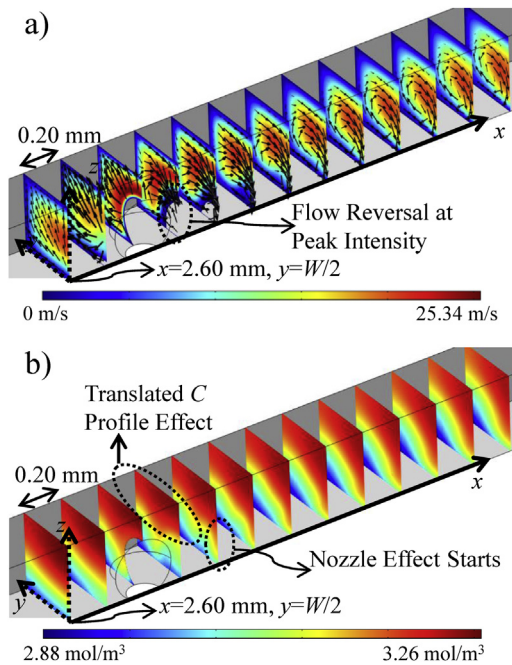 a)
0.20 mm
z
x
Flow Reversal at
Peak Intensity
x=2.60 mm, y=W/2
0 m/s
25.34 m/s
b)
Translated C
Profile Effect
0.20 mm
z
x
Nozzle Effect Starts
y
x=2.60 mm, y=W/2
2.88 mol/m³
3.26 mol/m³